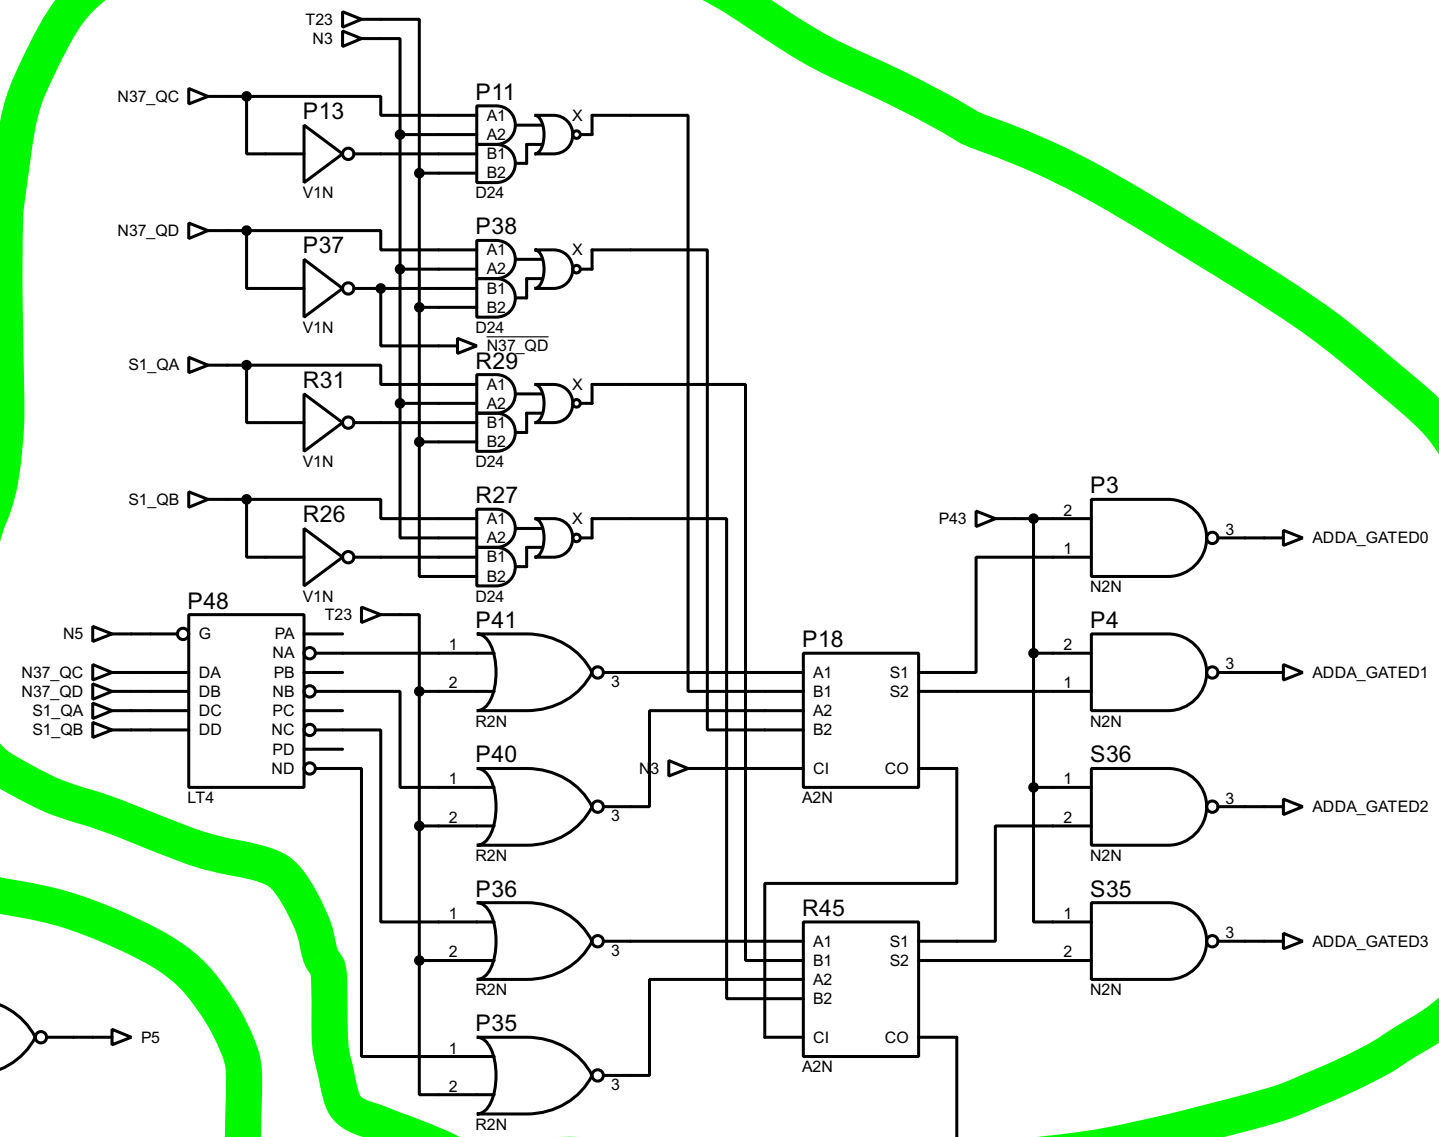 T23
N3
N37_QC
P13
V1N
P11
A1
A2
B1
B2
X
D24
N37_QD
P37
V1N
P38
A1
A2
B1
B2
X
D24
N37_QD
S1_QA
R31
V1N
R29
A1
A2
B1
B2
X
D24
S1_QB
R26
V1N
R27
A1
A2
B1
B2
X
D24
P48
N5
G
N37_QC
DA
N37_QD
DB
S1_QA
DC
S1_QB
DD
PA
NA
PB
NB
PC
NC
PD
ND
LT4
T23
P41
1
2
3
R2N
P40
1
2
3
R2N
P36
1
2
3
R2N
P35
1
2
3
R2N
P18
A1
B1
A2
B2
CI
S1
S2
CO
A2N
N3
R45
A1
B1
A2
B2
CI
S1
S2
CO
A2N
P43
P3
2
1
3
N2N
ADDA_GATED0
P4
2
1
3
N2N
ADDA_GATED1
S36
1
2
3
N2N
ADDA_GATED2
S35
1
2
3
N2N
ADDA_GATED3
P5